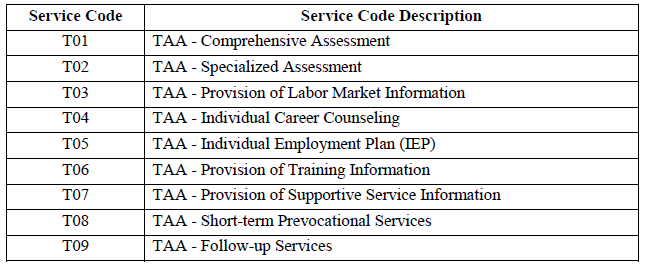 Service Code Service Code Description
T01 TAA - Comprehensive Assessment
T02 TAA - Specialized Assessment
T03 TAA - Provision of Labor Market Information
T04 TAA - Individual Career Counseling
T05 TAA - Individual Employment Plan (IEP)
T06 TAA - Provision of Training Information
T07 TAA - Provision of Supportive Service Information
T08 TAA - Short-term Prevocational Services
T09 TAA - Follow-up Services